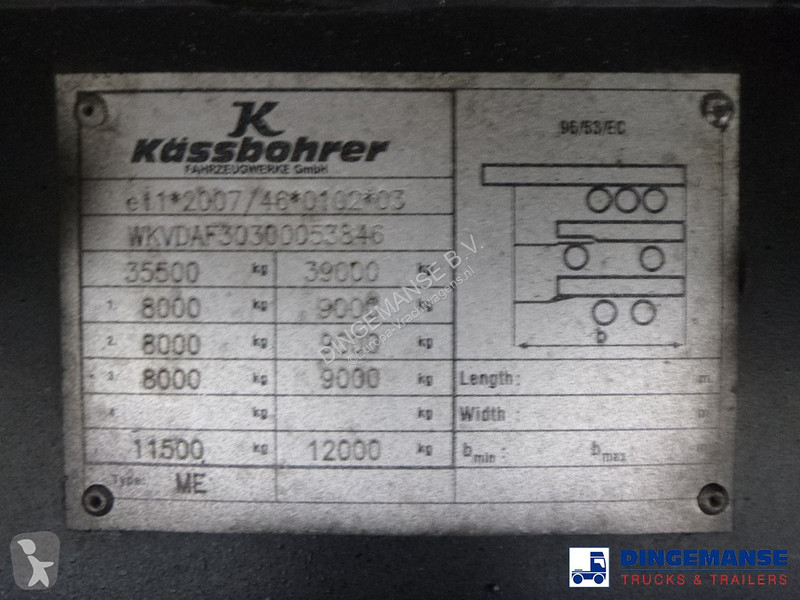 K
Kässbohrer
FAHRZEUGWERKE GmbH
e11*2007/46*0102*03
WKVDAF30300053846
35500 kg 39000 kg
1. 8000 kg 9000 kg
2. 8000 kg 9000 kg
3. 8000 kg 9000 kg
4. kg kg
11500 kg 12000 kg
Type: ME
96/53/EC
b
Length: m
Width: m
b min : b max m
DINGEMANSE B.V.
DINGEMANSE
TRUCKS & TRAILERS